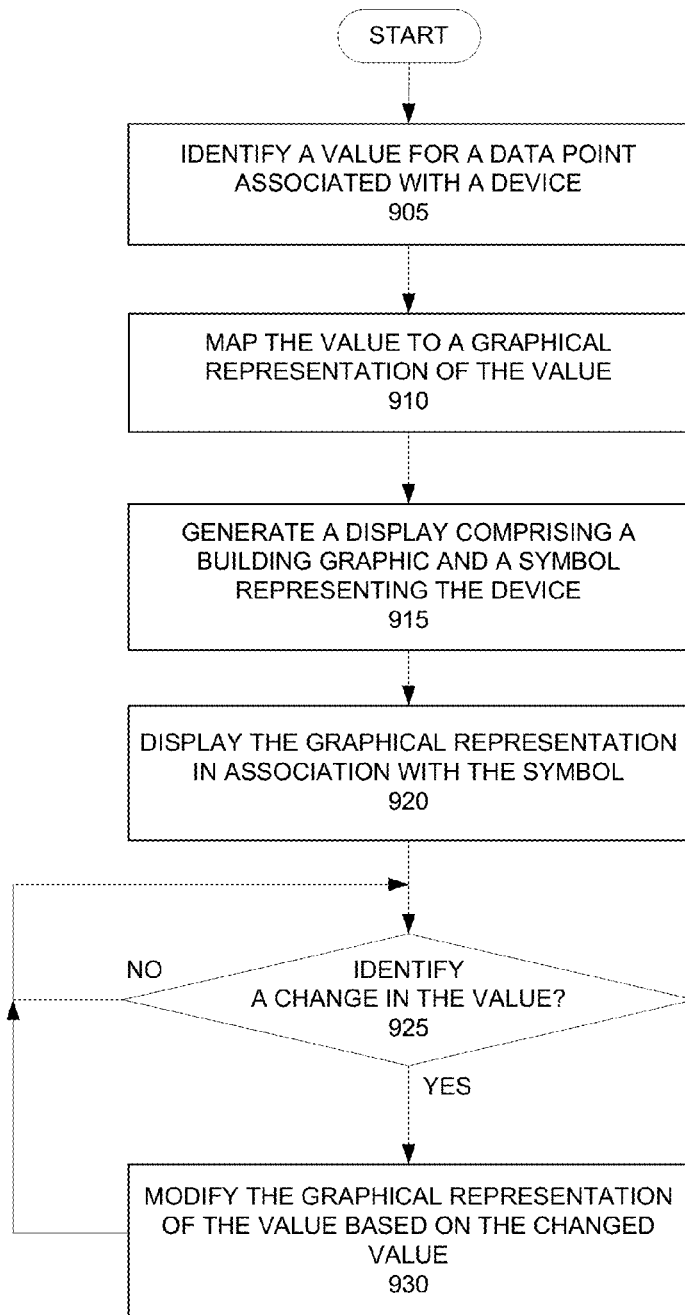 START
IDENTIFY A VALUE FOR A DATA POINT
ASSOCIATED WITH A DEVICE
905
MAP THE VALUE TO A GRAPHICAL
REPRESENTATION OF THE VALUE
910
GENERATE A DISPLAY COMPRISING A
BUILDING GRAPHIC AND A SYMBOL
REPRESENTING THE DEVICE
915
DISPLAY THE GRAPHICAL REPRESENTATION
IN ASSOCIATION WITH THE SYMBOL
920
NO
IDENTIFY
A CHANGE IN THE VALUE?
925
YES
MODIFY THE GRAPHICAL REPRESENTATION
OF THE VALUE BASED ON THE CHANGED
VALUE
930